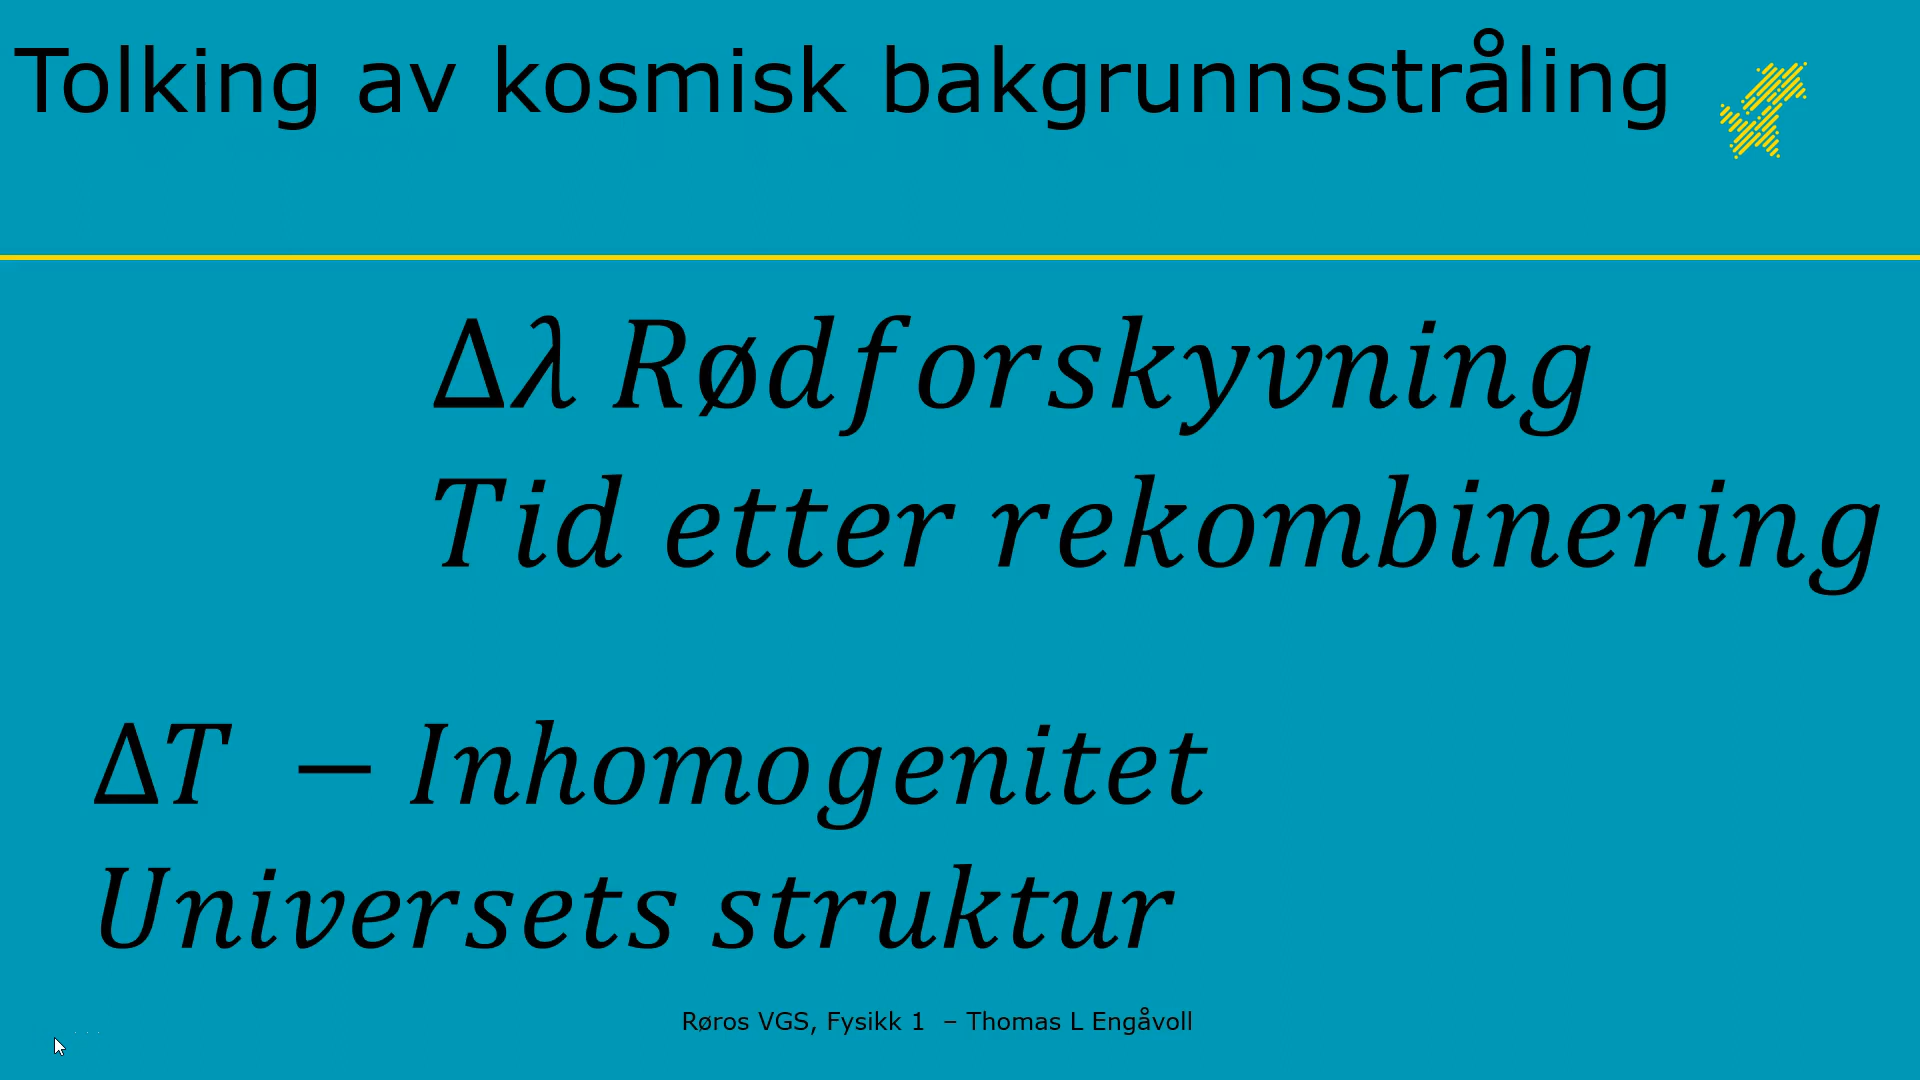 Tolking av kosmisk bakgrunnsstråling
Δλ Rødforskyvning
Tid etter rekombinering
ΔT − Inhomogenitet
Universets struktur
Røros VGS, Fysikk 1 – Thomas L Engåvoll